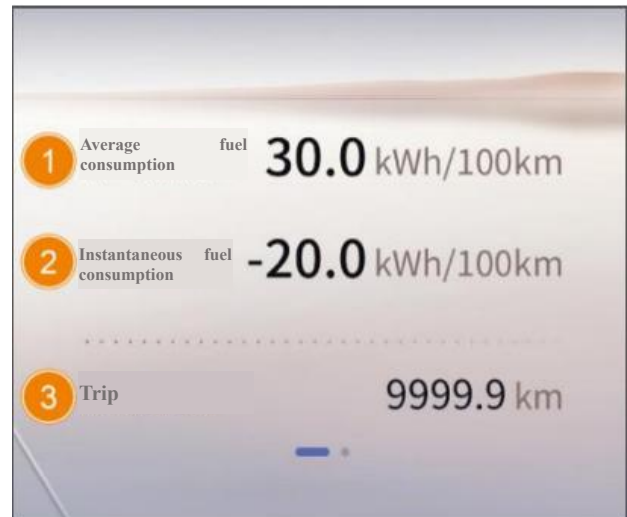 1 Average fuel consumption 30.0 kWh/100km
2 Instantaneous fuel consumption -20.0 kWh/100km
3 Trip 9999.9 km